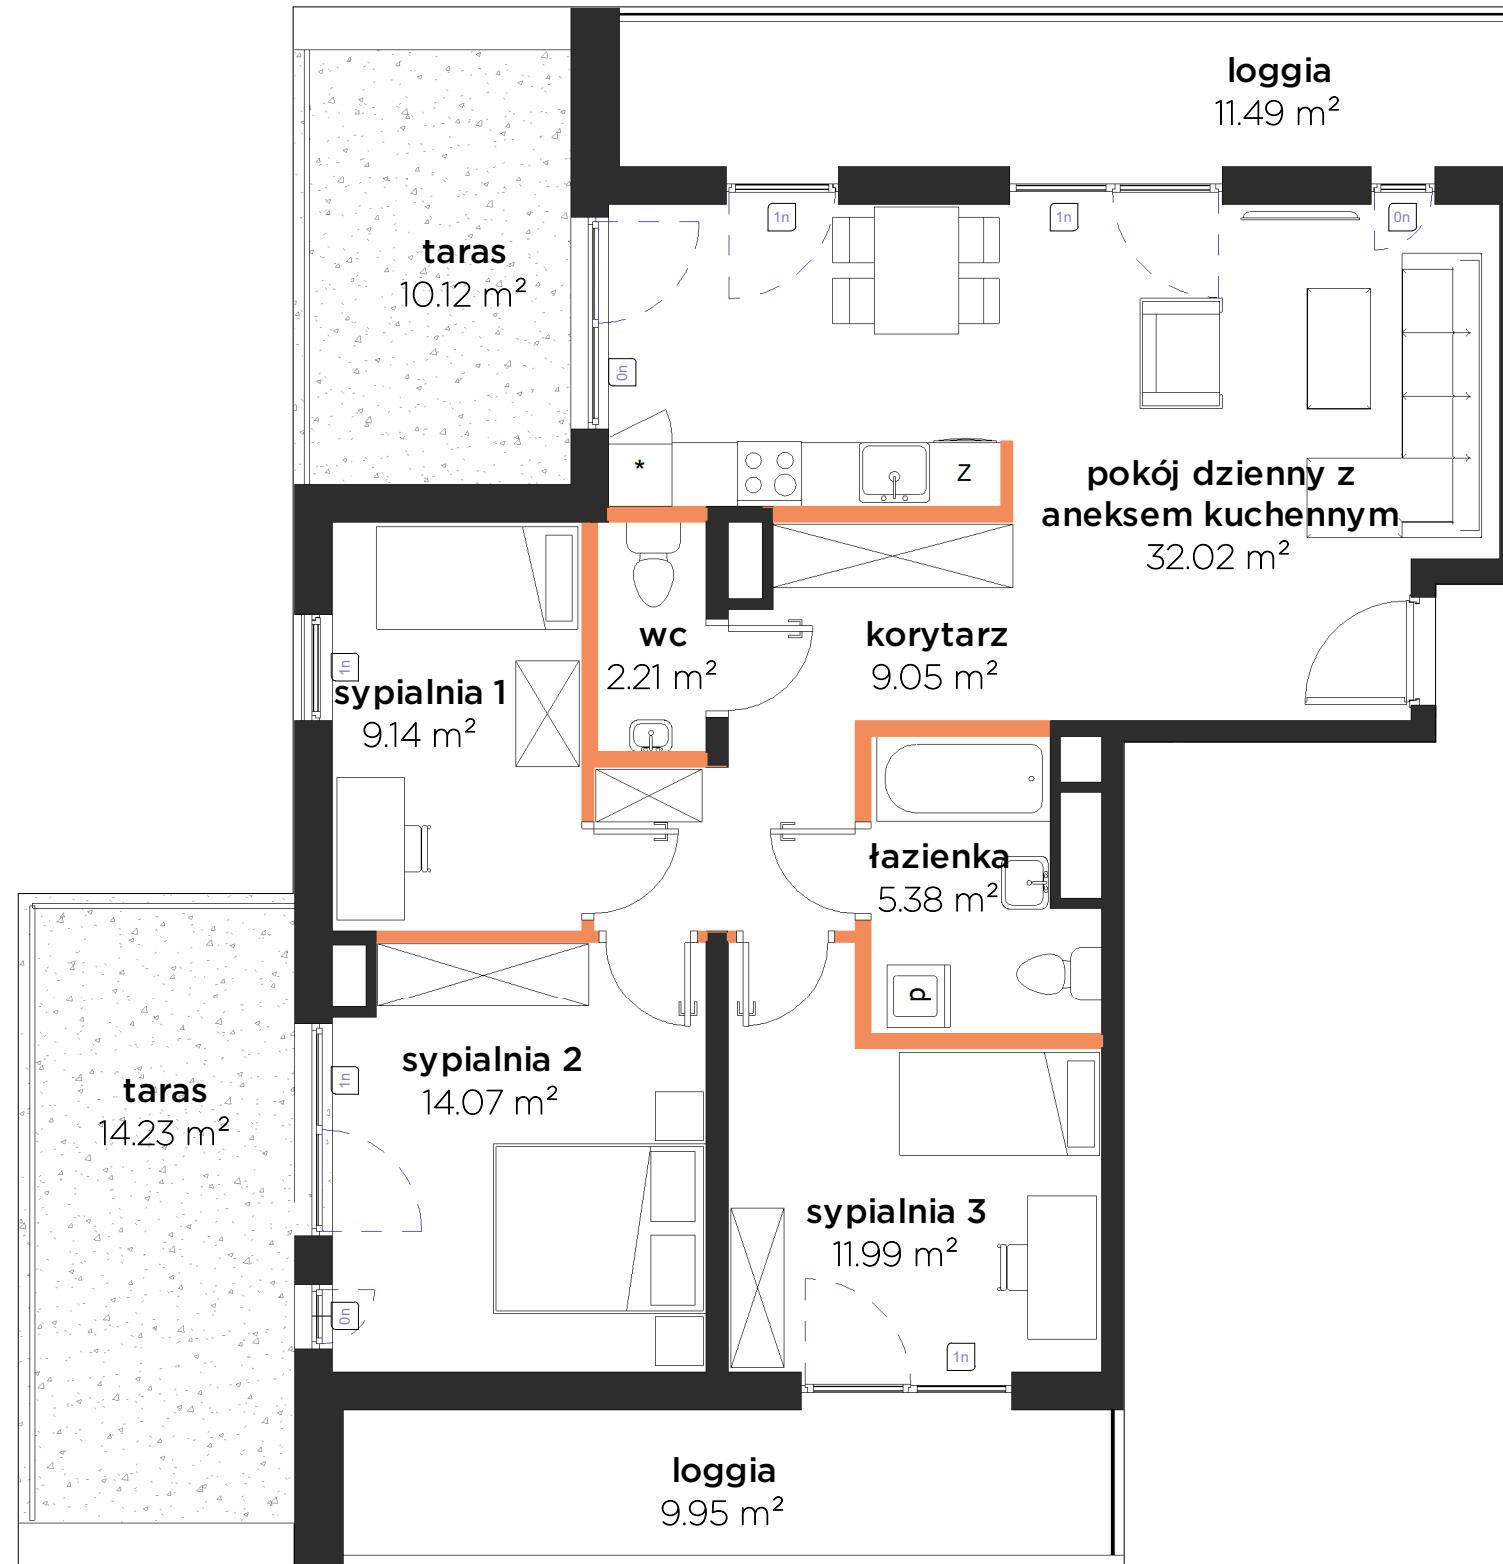 loggia
11.49 m²
1n
1n
0n
taras
10.12 m²
0n
*
Z
pokój dzienny z
aneksem kuchennym
32.02 m²
wc
2.21 m²
korytarz
9.05 m²
1n
sypialnia 1
9.14 m²
łazienka
5.38 m²
p
sypialnia 2
14.07 m²
1n
taras
14.23 m²
sypialnia 3
11.99 m²
0n
1n
loggia
9.95 m²